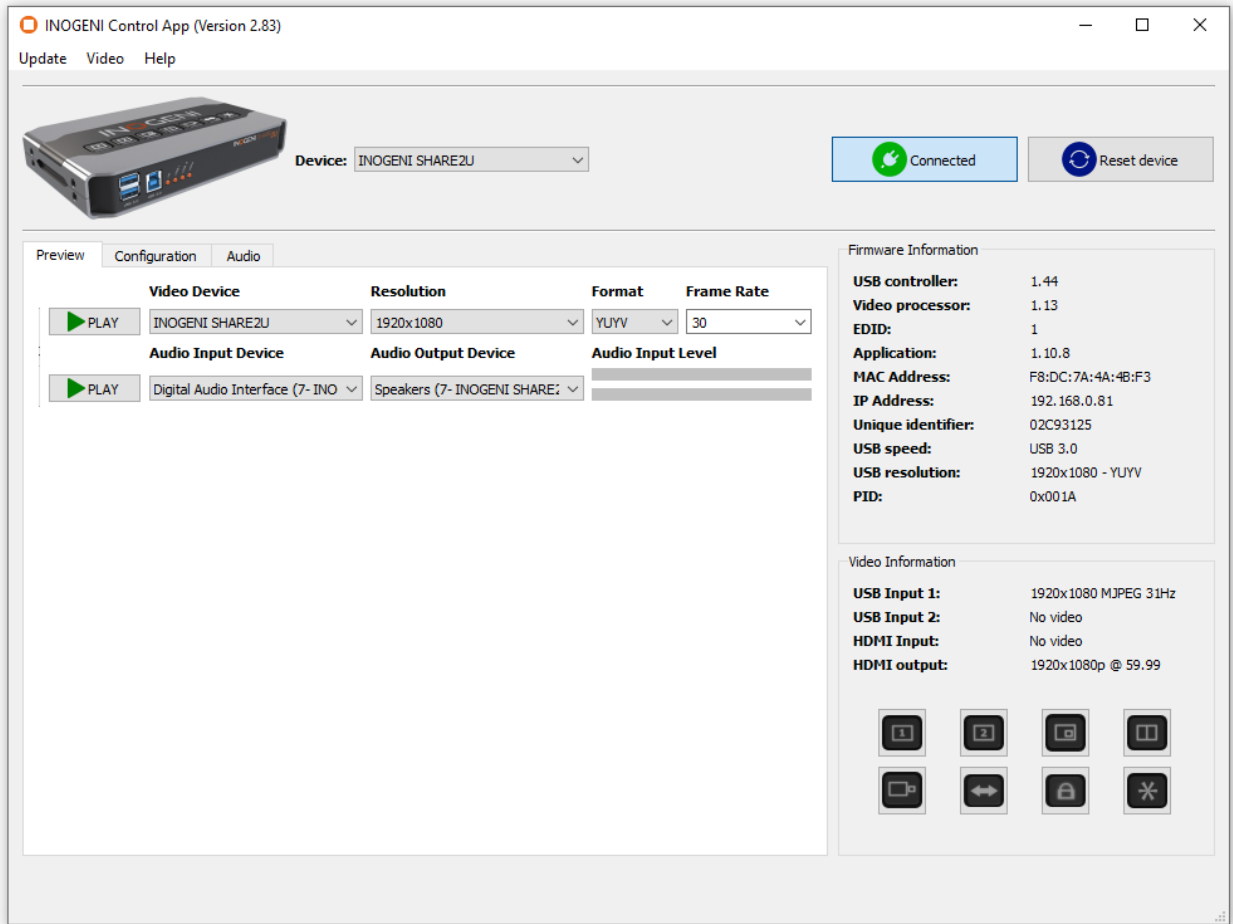 INOGENI Control App (Version 2.83)
Update Video Help
INOGENI
Device: INOGENI SHARE2U
Connected
Reset device
Preview Configuration Audio
Video Device Resolution Format Frame Rate
PLAY INOGENI SHARE2U 1920x1080 YUYV 30
Audio Input Device Audio Output Device Audio Input Level
PLAY Digital Audio Interface (7- INO Speakers (7- INOGENI SHARE2
Firmware Information
USB controller: 1.44
Video processor: 1.13
EDID: 1
Application: 1.10.8
MAC Address: F8:DC:7A:4A:4B:F3
IP Address: 192.168.0.81
Unique identifier: 02C93125
USB speed: USB 3.0
USB resolution: 1920x1080 - YUYV
PID: 0x001A
Video Information
USB Input 1: 1920x1080 MJPEG 31Hz
USB Input 2: No video
HDMI Input: No video
HDMI output: 1920x1080p @ 59.99
1 2